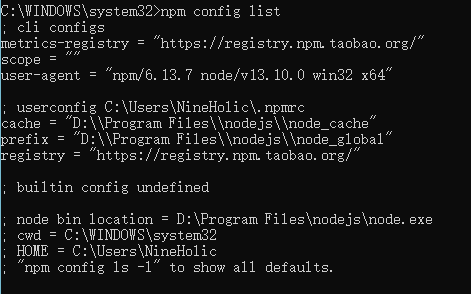 C:\WINDOWS\system32>npm config list
; cli configs
metrics-registry = "https://registry.npm.taobao.org/"
scope = ""
user-agent = "npm/6.13.7 node/v13.10.0 win32 x64"
; userconfig C:\Users\NineHolic\.npmrc
cache = "D:\\Program Files\\nodejs\\node_cache"
prefix = "D:\\Program Files\\nodejs\\node_global"
registry = "https://registry.npm.taobao.org/"
; builtin config undefined
; node bin location = D:\Program Files\nodejs\node.exe
; cwd = C:\WINDOWS\system32
; HOME = C:\Users\NineHolic
; "npm config ls -l" to show all defaults.